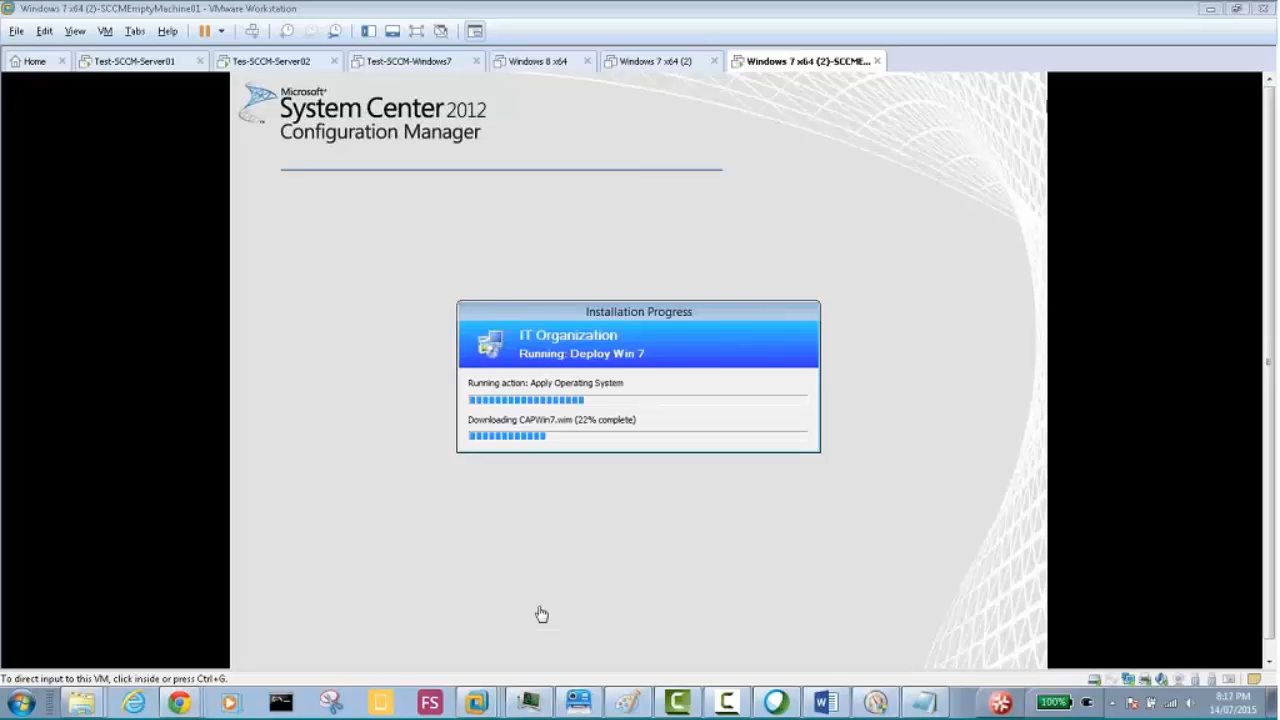 Windows 7 x64 (2)-SCCMEmptyMachine01 - VMware Workstation
File Edit View VM Tabs Help
Home Test-SCCM-Server01 Tes-SCCM-Server02 Test-SCCM-Windows7 Windows 8 x64 Windows 7 x64 (2) Windows 7 x64 (2)-SCCME...
Microsoft
System Center 2012
Configuration Manager
Installation Progress
IT Organization
Running: Deploy Win 7
Running action: Apply Operating System
Downloading CAPWin7.wim (22% complete)
To direct input to this VM, click inside or press Ctrl+G.
FS
100%
8:17 PM
14/07/2015